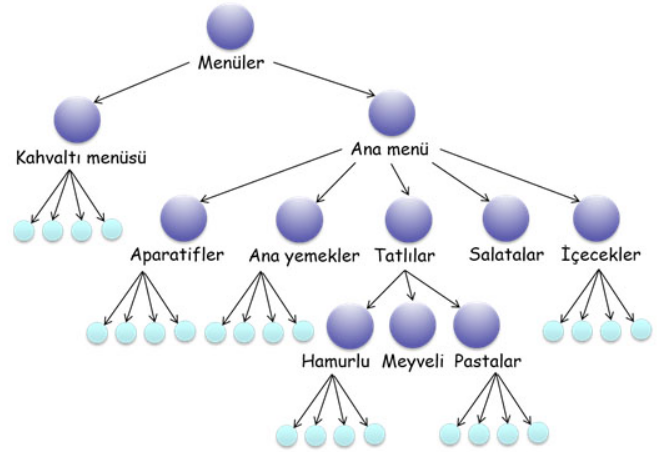 Menüler
Kahvaltı menüsü
Ana menü
Aparatifler
Ana yemekler
Tatlılar
Salatalar
İçecekler
Hamurlu
Meyveli
Pastalar